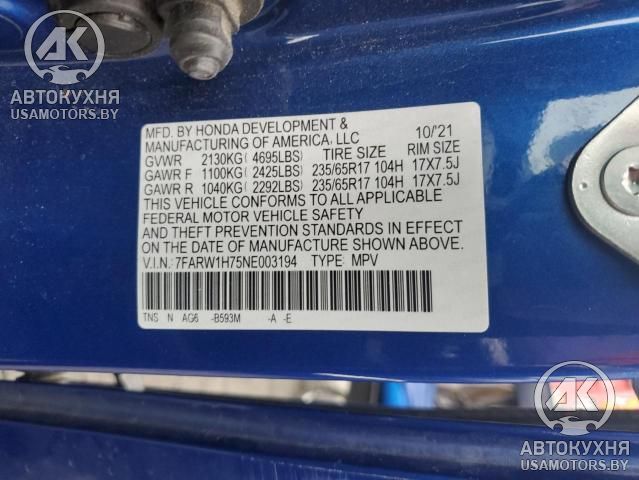 AK
АВТОКУХНЯ
USAMOTORS.BY
MFD. BY HONDA DEVELOPMENT &
MANUFACTURING OF AMERICA, LLC 10/'21
GVWR 2130KG( 4695LBS) TIRE SIZE RIM SIZE
GAWR F 1100KG( 2425LBS) 235/65R17 104H 17X7.5J
GAWR R 1040KG( 2292LBS) 235/65R17 104H 17X7.5J
THIS VEHICLE CONFORMS TO ALL APPLICABLE
FEDERAL MOTOR VEHICLE SAFETY
AND THEFT PREVENTION STANDARDS IN EFFECT
ON THE DATE OF MANUFACTURE SHOWN ABOVE.
V.I.N.: 7FARW1H75NE003194 TYPE: MPV
TNS N AG6 -B593M -A -E
AK
АВТОКУХНЯ
USAMOTORS.BY